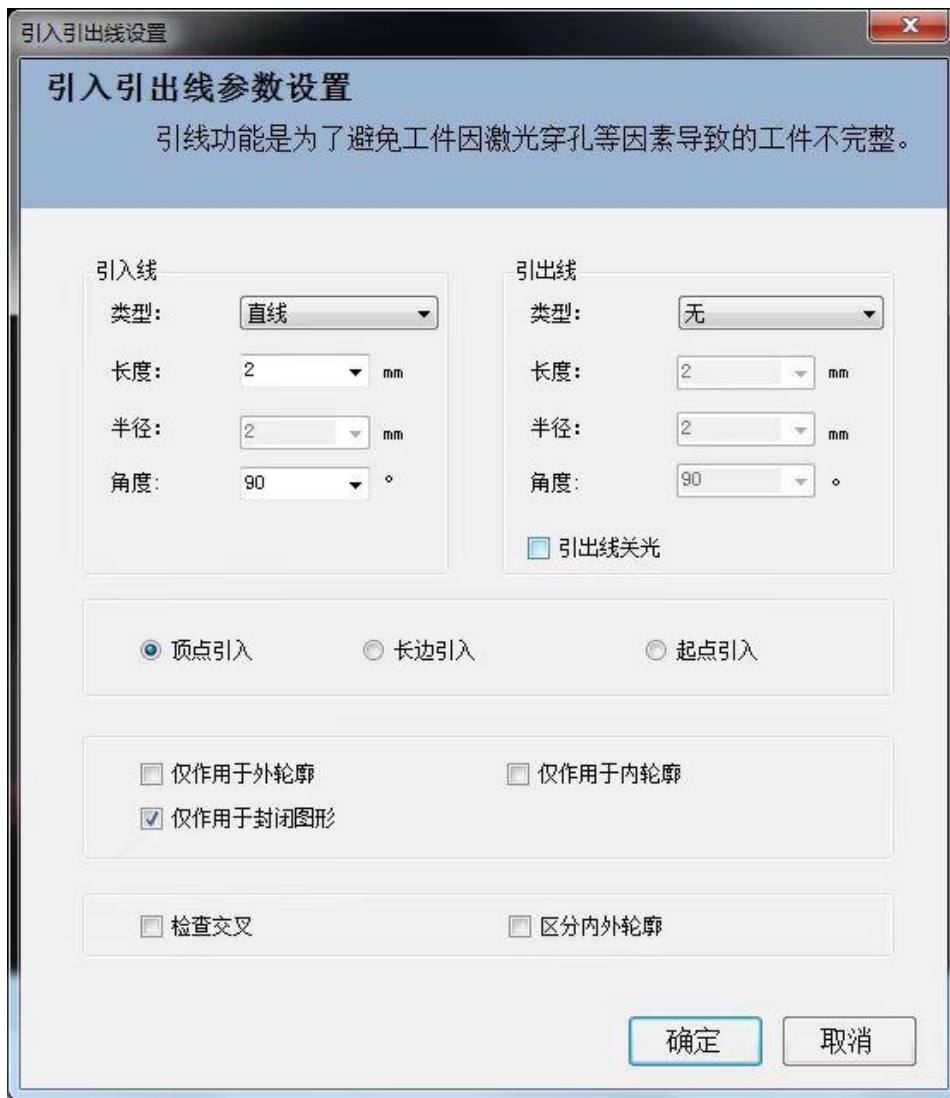 引入引出线设置
引入引出线参数设置
引线功能是为了避免工件因激光穿孔等因素导致的工件不完整。
引入线
类型： 直线
长度： 2 mm
半径： 2 mm
角度： 90 °
引出线
类型： 无
长度： 2 mm
半径： 2 mm
角度： 90 °
引出线关光
顶点引入 长边引入 起点引入
仅作用于外轮廓 仅作用于内轮廓
仅作用于封闭图形
检查交叉 区分内外轮廓
确定 取消